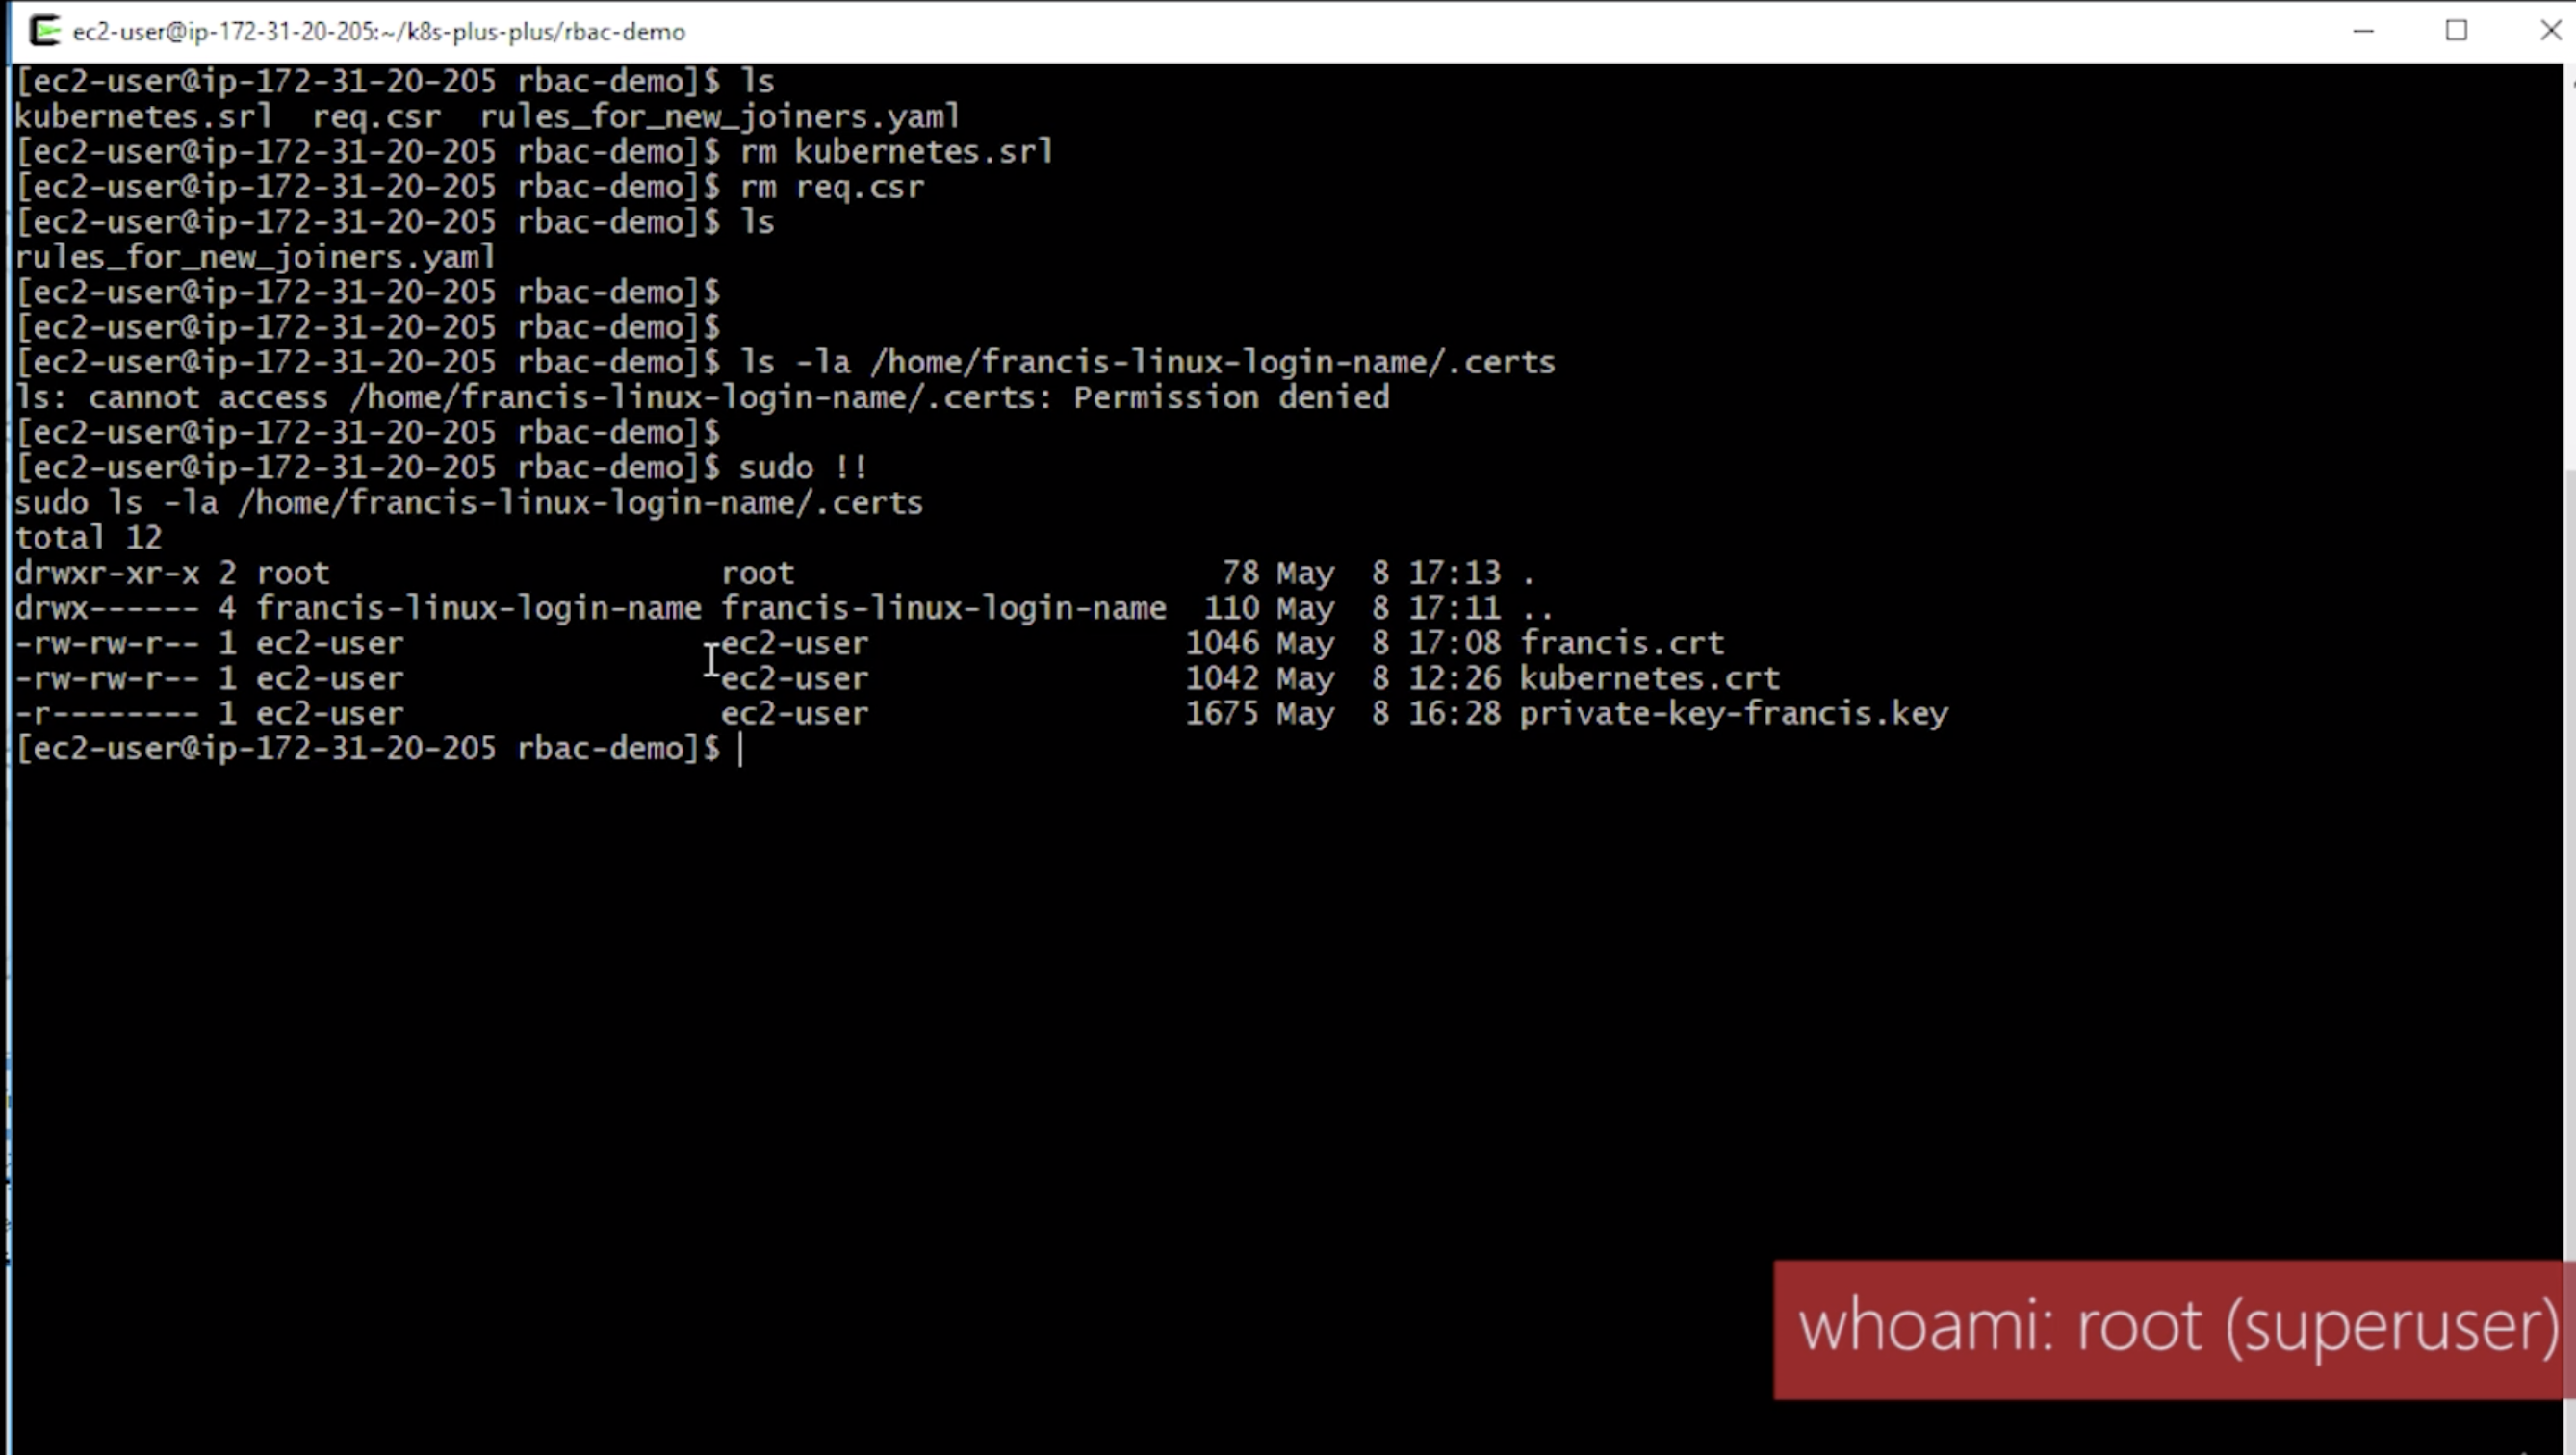 ec2-user@ip-172-31-20-205:~/k8s-plus-plus/rbac-demo
[ec2-user@ip-172-31-20-205 rbac-demo]$ ls
kubernetes.srl  req.csr  rules_for_new_joiners.yaml
[ec2-user@ip-172-31-20-205 rbac-demo]$ rm kubernetes.srl
[ec2-user@ip-172-31-20-205 rbac-demo]$ rm req.csr
[ec2-user@ip-172-31-20-205 rbac-demo]$ ls
rules_for_new_joiners.yaml
[ec2-user@ip-172-31-20-205 rbac-demo]$
[ec2-user@ip-172-31-20-205 rbac-demo]$
[ec2-user@ip-172-31-20-205 rbac-demo]$ ls -la /home/francis-linux-login-name/.certs
ls: cannot access /home/francis-linux-login-name/.certs: Permission denied
[ec2-user@ip-172-31-20-205 rbac-demo]$
[ec2-user@ip-172-31-20-205 rbac-demo]$ sudo !!
sudo ls -la /home/francis-linux-login-name/.certs
total 12
drwxr-xr-x 2 root                     root                       78 May  8 17:13 .
drwx------ 4 francis-linux-login-name francis-linux-login-name  110 May  8 17:11 ..
-rw-rw-r-- 1 ec2-user                 ec2-user                 1046 May  8 17:08 francis.crt
-rw-rw-r-- 1 ec2-user                 ec2-user                 1042 May  8 12:26 kubernetes.crt
-r-------- 1 ec2-user                 ec2-user                 1675 May  8 16:28 private-key-francis.key
[ec2-user@ip-172-31-20-205 rbac-demo]$
whoami: root (superuser)